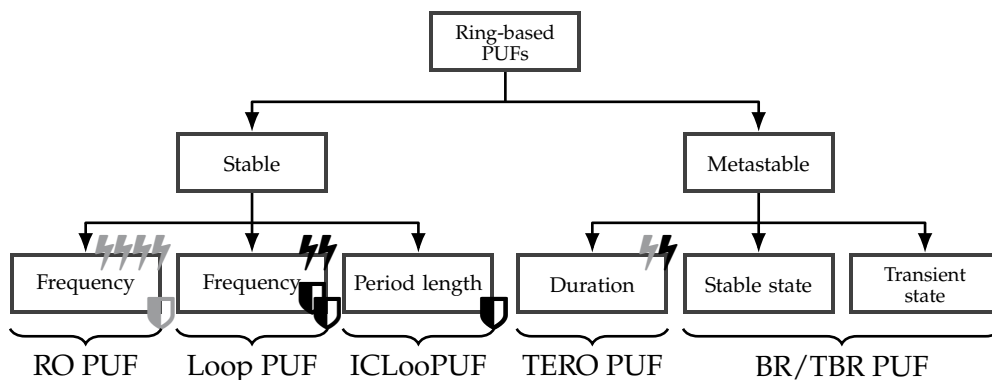 Ring-based
PUFs
Stable
Metastable
Frequency
Frequency
Period length
Duration
Stable state
Transient
state
RO PUF
Loop PUF
ICLooPUF
TERO PUF
BR/TBR PUF